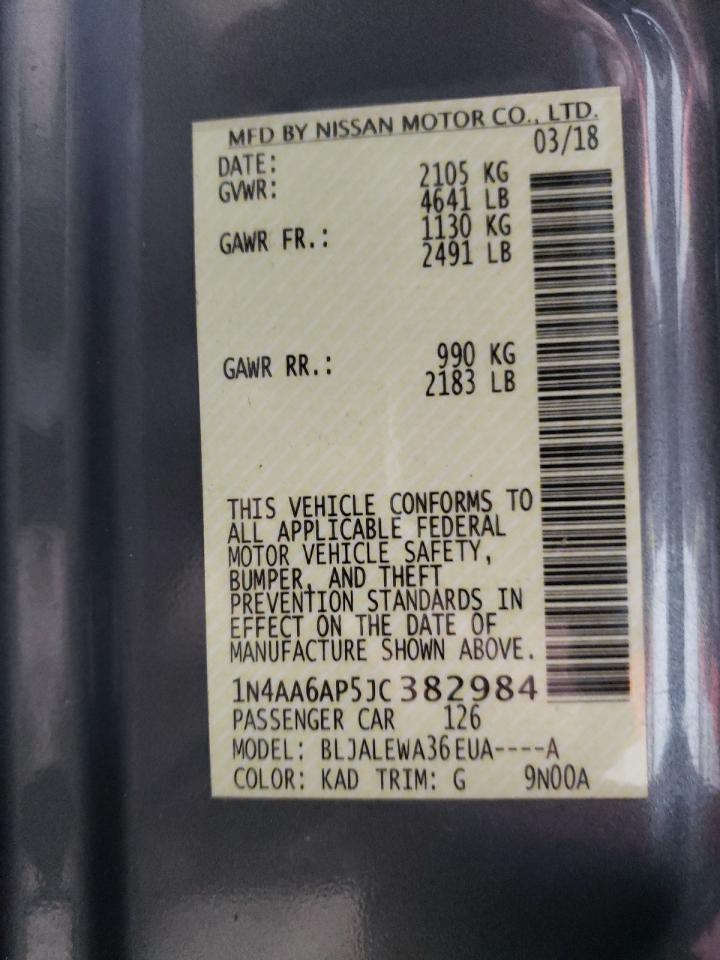 MFD BY NISSAN MOTOR CO., LTD.
DATE: 03/18
GVWR: 2105 KG
4641 LB
GAWR FR.: 1130 KG
2491 LB
GAWR RR.: 990 KG
2183 LB
THIS VEHICLE CONFORMS TO
ALL APPLICABLE FEDERAL
MOTOR VEHICLE SAFETY,
BUMPER, AND THEFT
PREVENTION STANDARDS IN
EFFECT ON THE DATE OF
MANUFACTURE SHOWN ABOVE.
1N4AA6AP5JC382984
PASSENGER CAR 126
MODEL: BLJALEWA36EUA----A
COLOR: KAD TRIM: G 9N00A